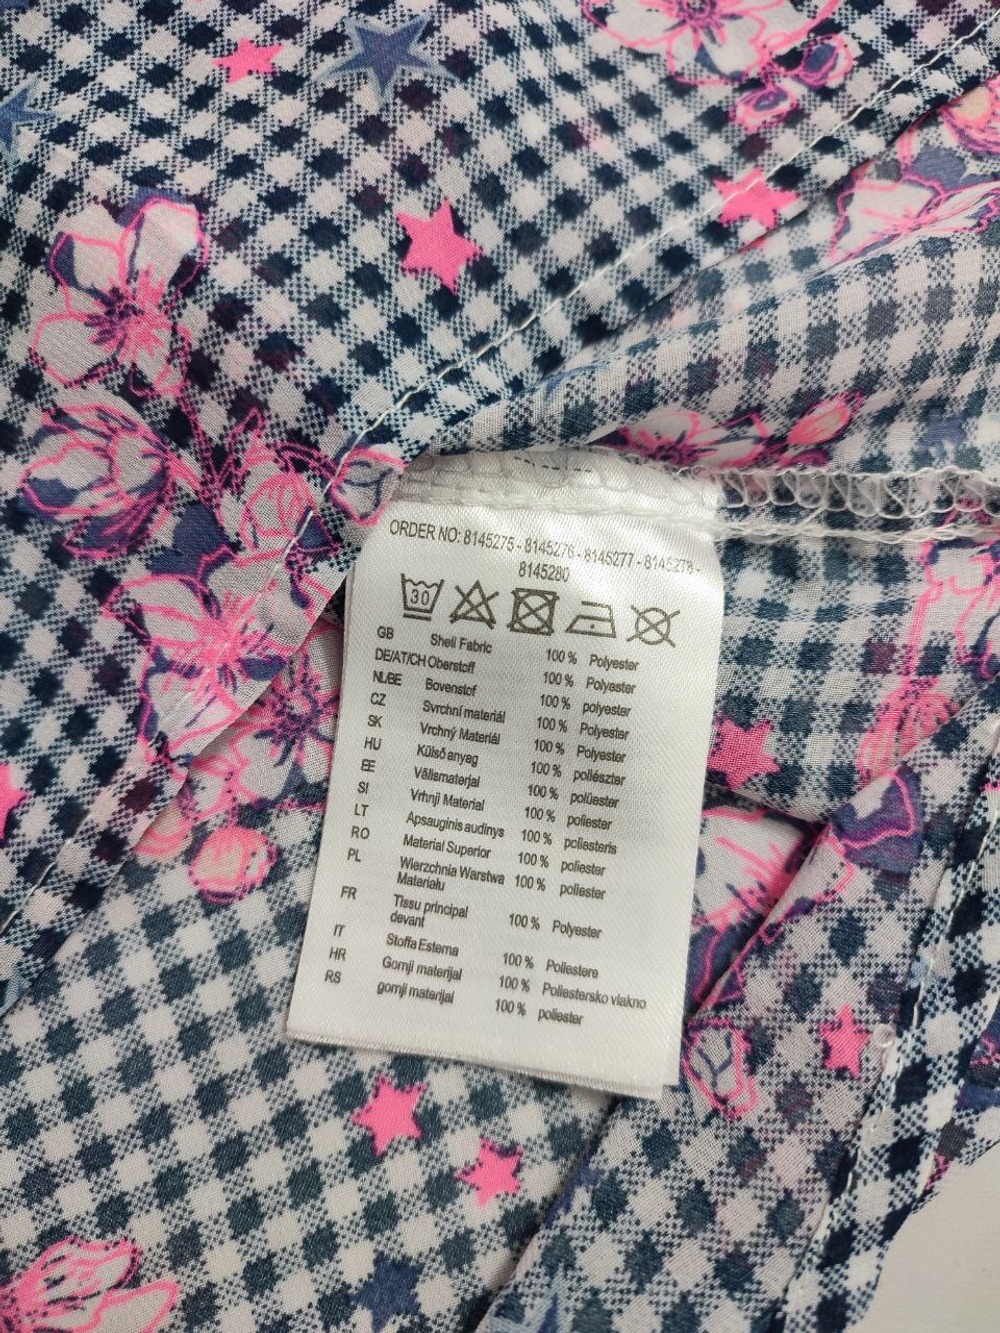 ORDER NO: 8145275 - 8145276 - 8145277 - 8145278 -
8145280
30
GB Shell Fabric 100 % Polyester
DE/AT/CH Oberstoff 100 % Polyester
NL/BE Bovenstof 100 % polyester
CZ Svrchní materiál 100 % Polyester
SK Vrchný Materiál 100 % Polyester
HU Külső anyag 100 % poliészter
EE Välismaterjal 100 % polüester
SI Vrhnji Material 100 % poliester
LT Apsauginis audinys 100 % poliesteris
RO Material Superior 100 % poliester
PL Wierzchnia Warstwa 100 % poliester
Materiału
FR Tissu principal 100 % Polyester
devant
IT Stoffa Esterna 100 % Poliestere
HR Gornji materijal 100 % Poliestersko vlakno
RS gornji materijal 100 % poliester